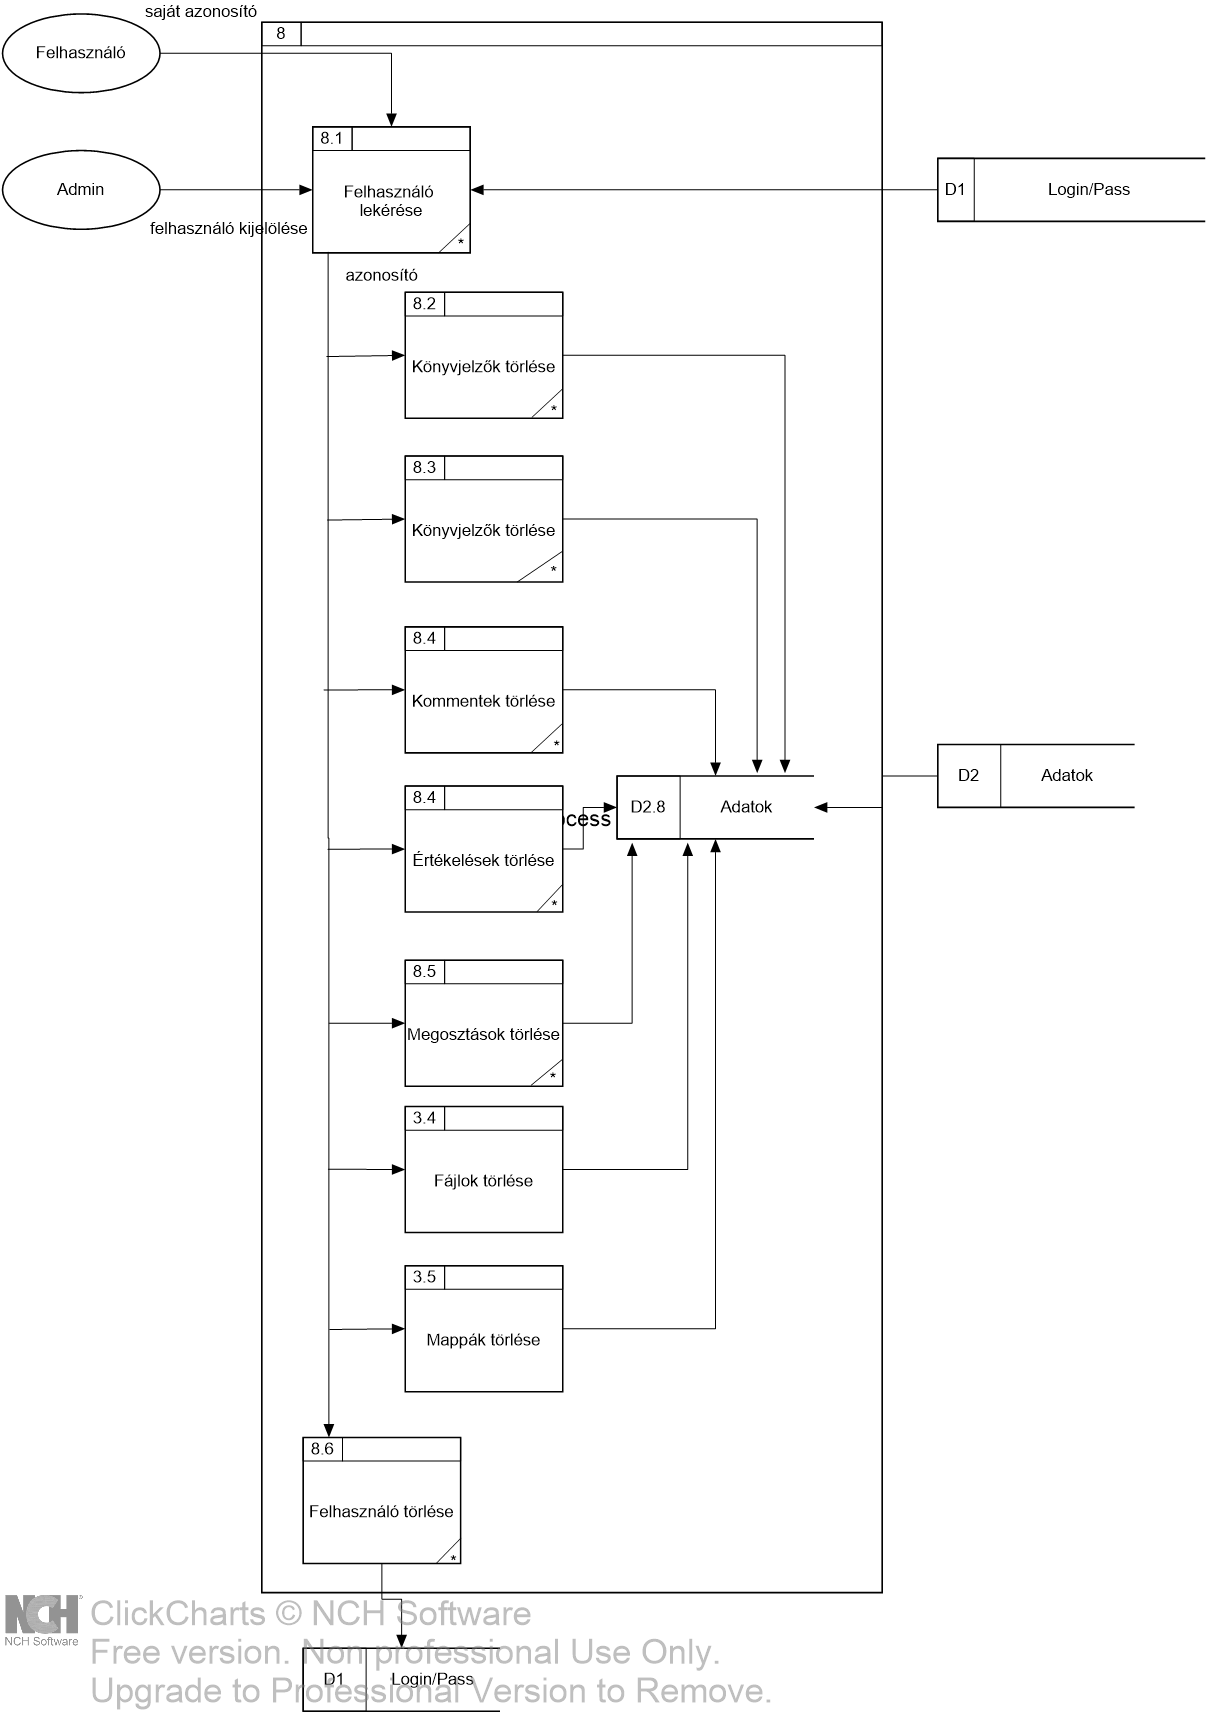 saját azonosító
8
Felhasználó
8.1
Felhasználó
lekérése
*
Admin
felhasználó kijelölése
D1
Login/Pass
azonosító
8.2
Könyvjelzők törlése
*
8.3
Könyvjelzők törlése
*
8.4
Kommentek törlése
*
D2
Adatok
8.4
Értékelések törlése
*
ocess
D2.8
Adatok
8.5
Megosztások törlése
*
3.4
Fájlok törlése
3.5
Mappák törlése
8.6
Felhasználó törlése
*
NCH
NCH Software
ClickCharts © NCH Software
Free version. Non professional Use Only.
Upgrade to Professional Version to Remove.
D1
Login/Pass